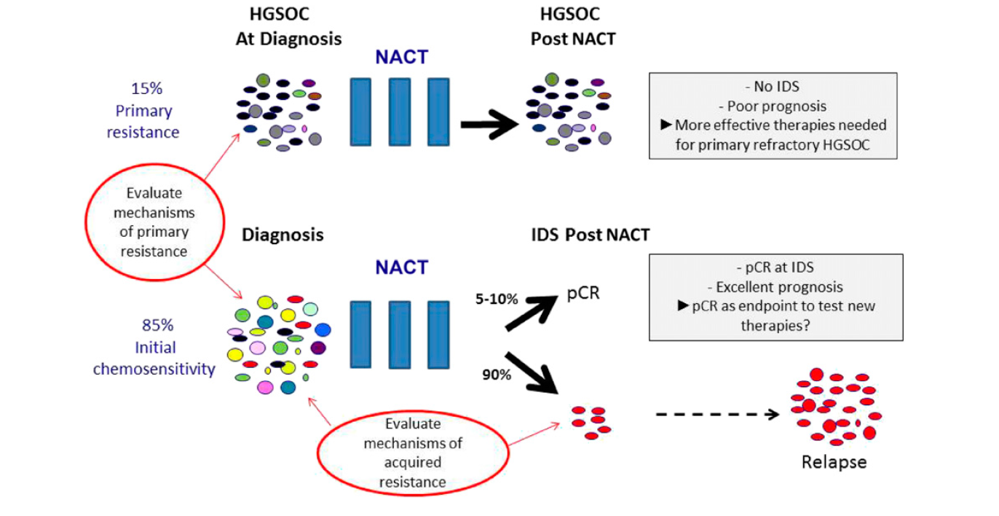 HGSOC
At Diagnosis
HGSOC
Post NACT
NACT
15%
Primary
resistance
- No IDS
- Poor prognosis
►More effective therapies needed
for primary refractory HGSOC
Evaluate
mechanisms
of primary
resistance
Diagnosis
IDS Post NACT
NACT
85%
Initial
chemosensitivity
5-10%
pCR
90%
- pCR at IDS
- Excellent prognosis
►pCR as endpoint to test new
therapies?
Evaluate
mechanisms of
acquired
resistance
Relapse